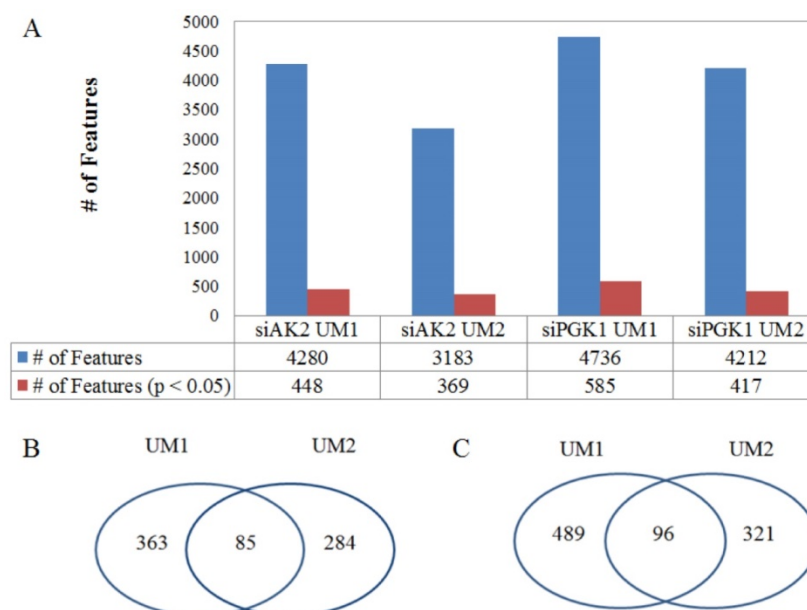 A
# of Features
5000
4500
4000
3500
3000
2500
2000
1500
1000
500
0
siAK2 UM1 siAK2 UM2 siPGK1 UM1 siPGK1 UM2
# of Features 4280 3183 4736 4212
# of Features (p < 0.05) 448 369 585 417
B
UM1 UM2
363 85 284
C
UM1 UM2
489 96 321